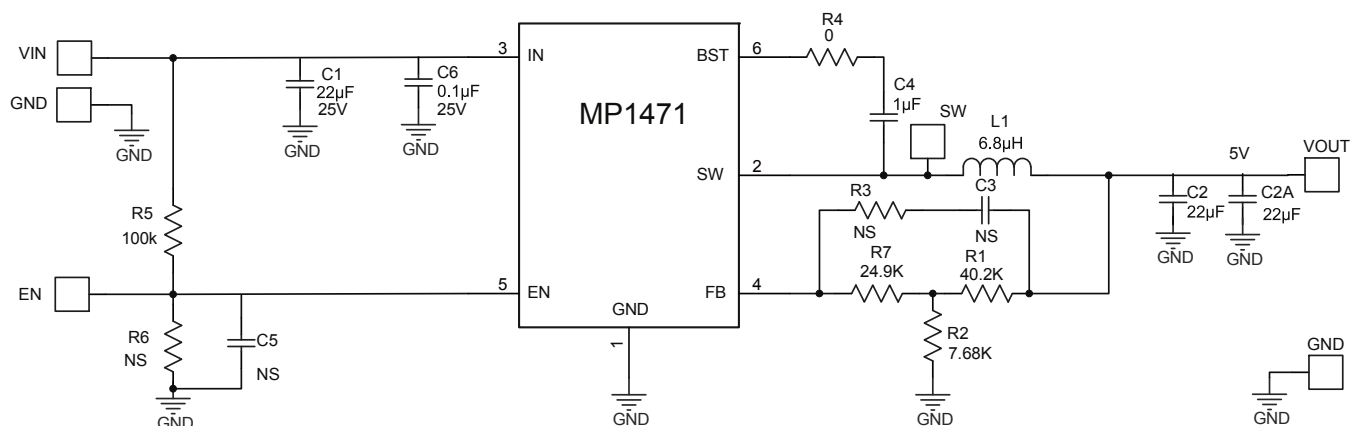 VIN
GND
GND
R5
100k
EN
R6
NS
C5
NS
GND
C1
22µF
25V
GND
C6
0.1µF
25V
GND
3
IN
5
EN
MP1471
GND
1
GND
BST
6
SW
2
FB
4
R4
0
C4
1µF
SW
L1
6.8µH
R3
NS
C3
NS
R7
24.9K
R1
40.2K
R2
7.68K
GND
5V
VOUT
C2
22µF
GND
C2A
22µF
GND
GND
GND